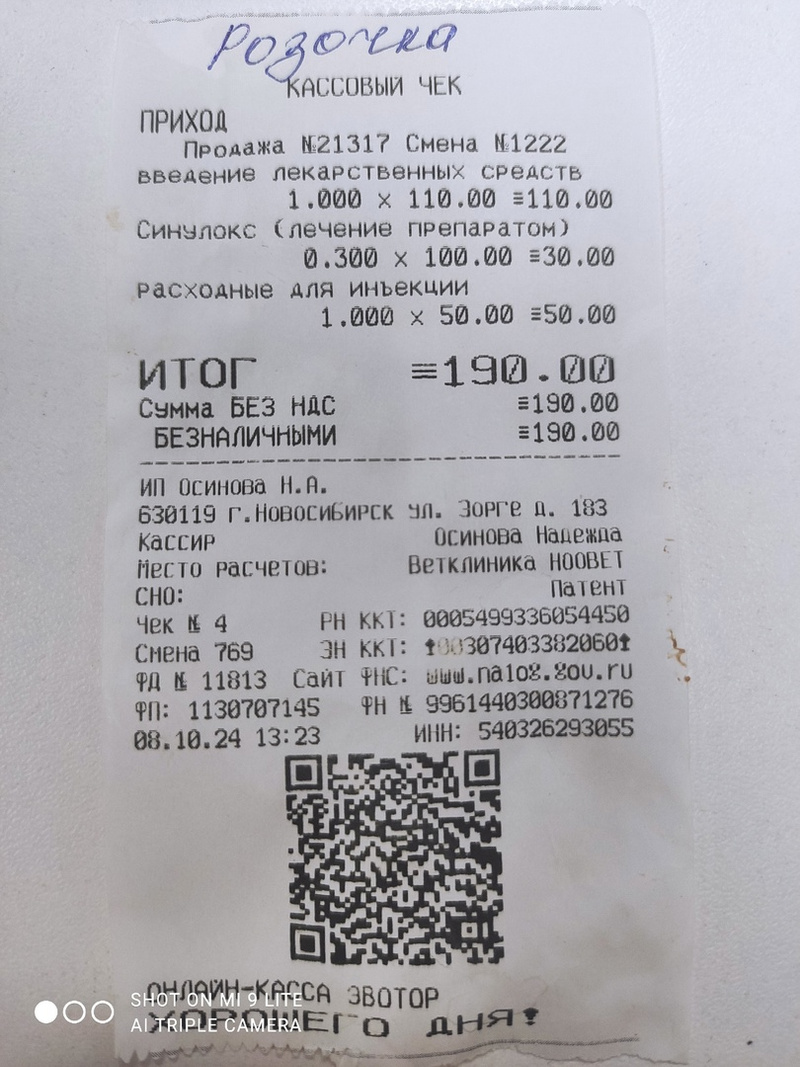 Розочка
КАССОВЫЙ ЧЕК
ПРИХОД
Продажа №21317 Смена №1222
введение лекарственных средств
1.000 x 110.00 ≡110.00
Синулокс (лечение препаратом)
0.300 x 100.00 ≡30.00
расходные для инъекции
1.000 x 50.00 ≡50.00
ИТОГ ≡190.00
Сумма БЕЗ НДС ≡190.00
БЕЗНАЛИЧНЫМИ ≡190.00
ИП Осинова Н.А.
630119 г.Новосибирск ул. Зорге д. 183
Кассир Осинова Надежда
Место расчетов: Ветклиника НООВЕТ
СНО: Патент
Чек № 4 РН ККТ: 0005499336054450
Смена 769 ЗН ККТ: 00307403382060
ФД № 11813 Сайт ФНС: www.nalog.gov.ru
ФП: 1130707145 ФН № 9961440300871276
08.10.24 13:23 ИНН: 540326293055
ОНЛАЙН-КАССА ЭВОТОР
ХОРОШЕГО ДНЯ!
SHOT ON MI 9 LITE
AI TRIPLE CAMERA